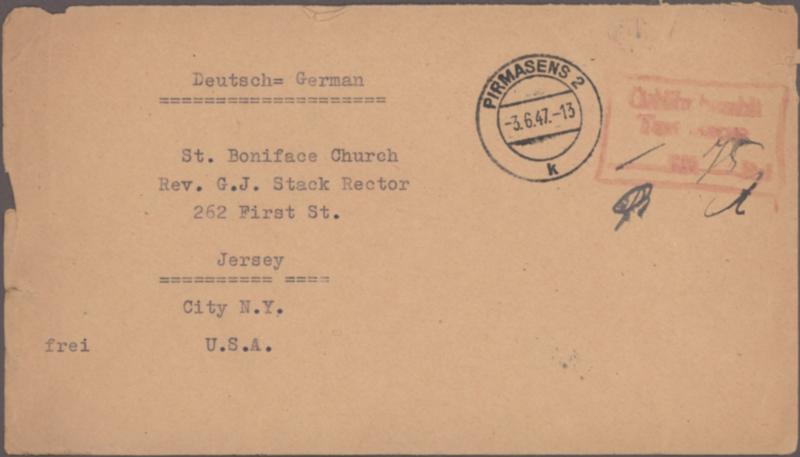 Deutsch= German
=====================
St. Boniface Church
Rev. G.J. Stack Rector
262 First St.
Jersey
========== ====
City N.Y.
frei
U.S.A.
PIRMASENS 2
-3.6.47.-13
k
75